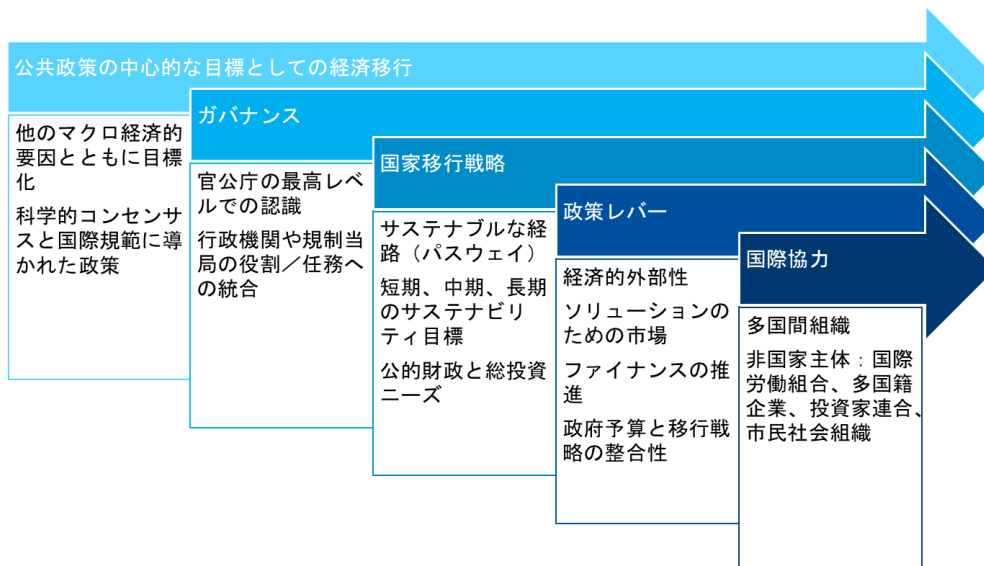 公共政策の中心的な目標としての経済移行
他のマクロ経済的
要因とともに目標
化
科学的コンセンサ
スと国際規範に導
かれた政策
ガバナンス
官公庁の最高レベ
ルでの認識
行政機関や規制当
局の役割／任務へ
の統合
国家移行戦略
サステナブルな経
路（パスウェイ）
短期、中期、長期
のサステナビリ
ティ目標
公的財政と総投資
ニーズ
政策レバー
経済的外部性
ソリューションの
ための市場
ファイナンスの推
進
政府予算と移行戦
略の整合性
国際協力
多国間組織
非国家主体：国際
労働組合、多国籍
企業、投資家連合、
市民社会組織